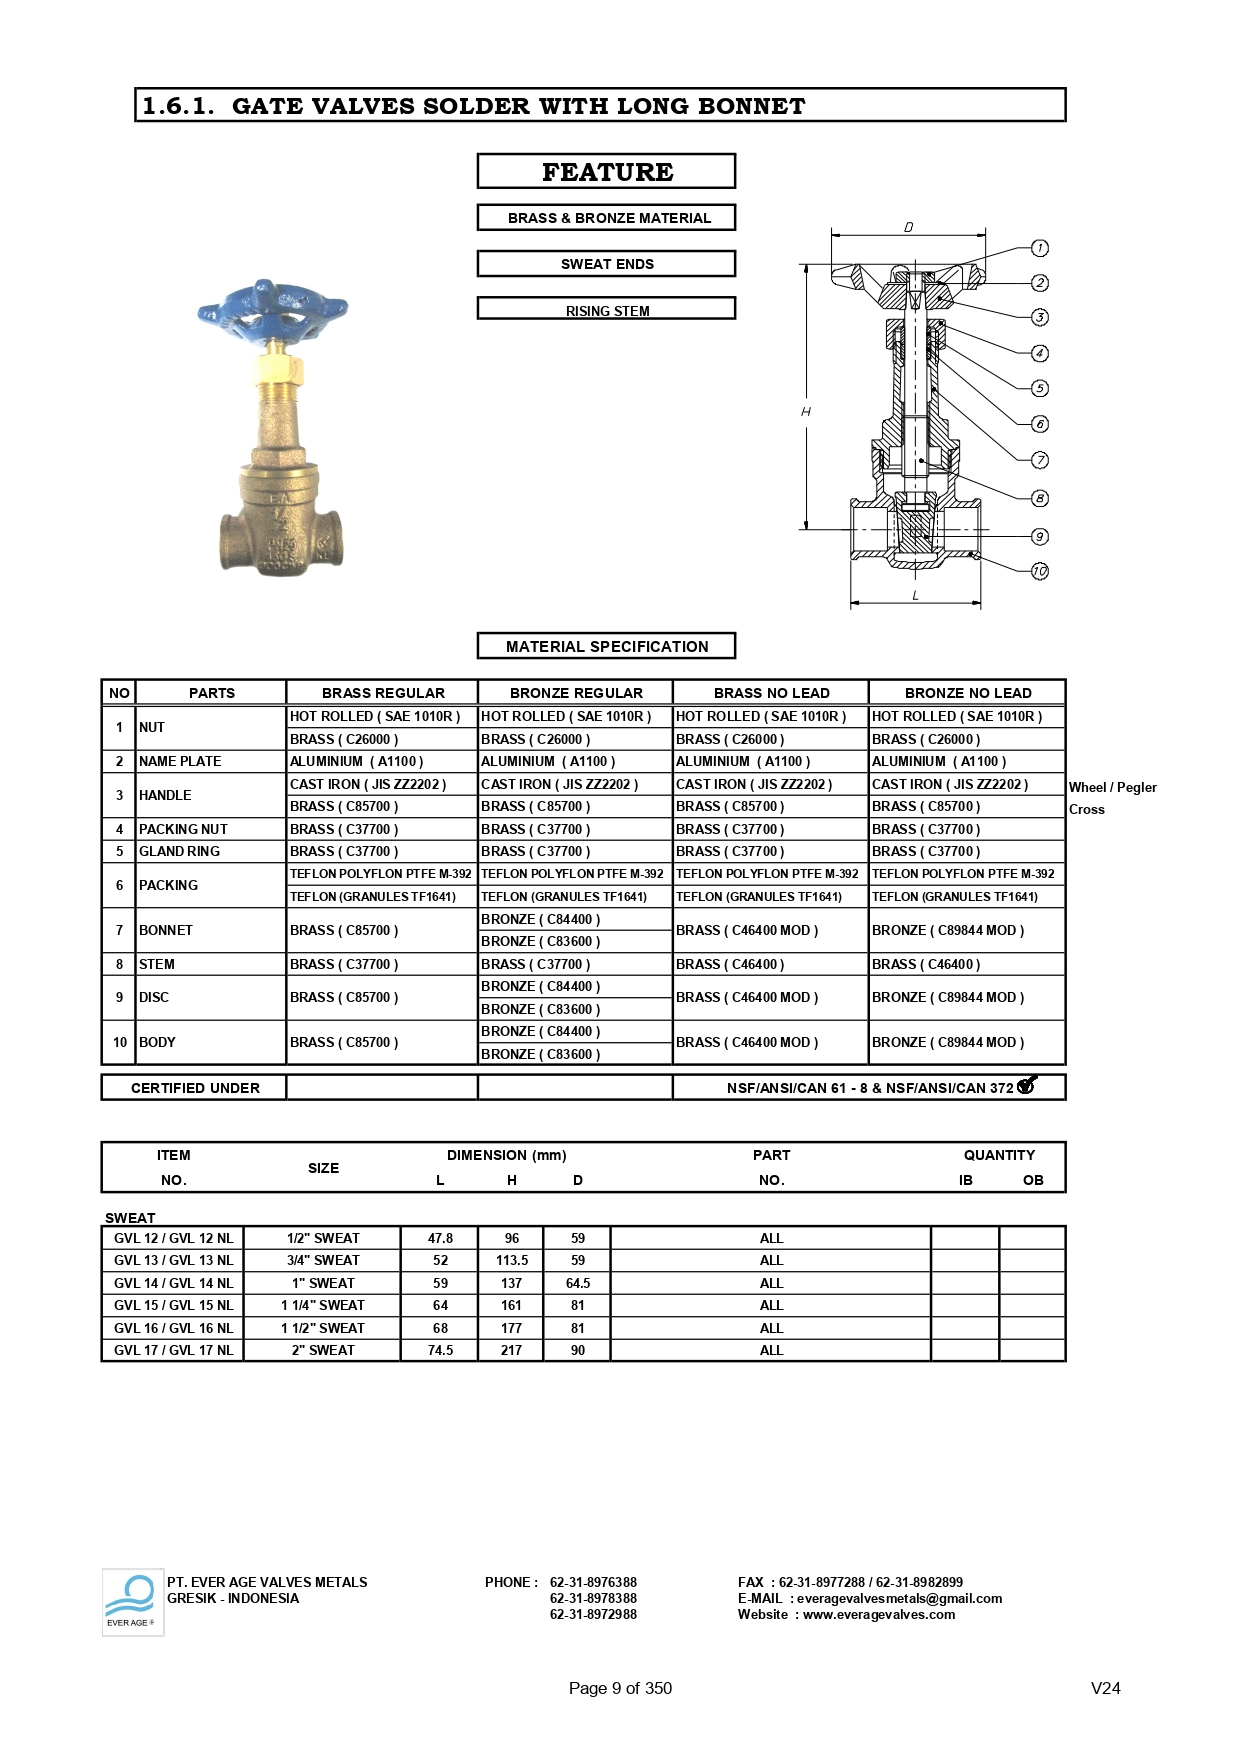 1.6.1. GATE VALVES SOLDER WITH LONG BONNET
FEATURE
BRASS & BRONZE MATERIAL
SWEAT ENDS
RISING STEM
D
H
L
1
2
3
4
5
6
7
8
9
10
E.A.
MATERIAL SPECIFICATION
NO PARTS BRASS REGULAR BRONZE REGULAR BRASS NO LEAD BRONZE NO LEAD
1 NUT HOT ROLLED ( SAE 1010R ) HOT ROLLED ( SAE 1010R ) HOT ROLLED ( SAE 1010R ) HOT ROLLED ( SAE 1010R )
BRASS ( C26000 ) BRASS ( C26000 ) BRASS ( C26000 ) BRASS ( C26000 )
2 NAME PLATE ALUMINIUM ( A1100 ) ALUMINIUM ( A1100 ) ALUMINIUM ( A1100 ) ALUMINIUM ( A1100 )
3 HANDLE CAST IRON ( JIS ZZ2202 ) CAST IRON ( JIS ZZ2202 ) CAST IRON ( JIS ZZ2202 ) CAST IRON ( JIS ZZ2202 ) Wheel / Pegler
BRASS ( C85700 ) BRASS ( C85700 ) BRASS ( C85700 ) BRASS ( C85700 ) Cross
4 PACKING NUT BRASS ( C37700 ) BRASS ( C37700 ) BRASS ( C37700 ) BRASS ( C37700 )
5 GLAND RING BRASS ( C37700 ) BRASS ( C37700 ) BRASS ( C37700 ) BRASS ( C37700 )
6 PACKING TEFLON POLYFLON PTFE M-392 TEFLON POLYFLON PTFE M-392 TEFLON POLYFLON PTFE M-392 TEFLON POLYFLON PTFE M-392
TEFLON (GRANULES TF1641) TEFLON (GRANULES TF1641) TEFLON (GRANULES TF1641) TEFLON (GRANULES TF1641)
7 BONNET BRASS ( C85700 ) BRONZE ( C84400 ) BRASS ( C46400 MOD ) BRONZE ( C89844 MOD )
BRONZE ( C83600 )
8 STEM BRASS ( C37700 ) BRASS ( C37700 ) BRASS ( C46400 ) BRASS ( C46400 )
9 DISC BRASS ( C85700 ) BRONZE ( C84400 ) BRASS ( C46400 MOD ) BRONZE ( C89844 MOD )
BRONZE ( C83600 )
10 BODY BRASS ( C85700 ) BRONZE ( C84400 ) BRASS ( C46400 MOD ) BRONZE ( C89844 MOD )
BRONZE ( C83600 )
CERTIFIED UNDER NSF/ANSI/CAN 61 - 8 & NSF/ANSI/CAN 372
ITEM SIZE DIMENSION (mm) PART QUANTITY
NO. L H D NO. IB OB
SWEAT
GVL 12 / GVL 12 NL 1/2" SWEAT 47.8 96 59 ALL
GVL 13 / GVL 13 NL 3/4" SWEAT 52 113.5 59 ALL
GVL 14 / GVL 14 NL 1" SWEAT 59 137 64.5 ALL
GVL 15 / GVL 15 NL 1 1/4" SWEAT 64 161 81 ALL
GVL 16 / GVL 16 NL 1 1/2" SWEAT 68 177 81 ALL
GVL 17 / GVL 17 NL 2" SWEAT 74.5 217 90 ALL
EVER AGE ®
PT. EVER AGE VALVES METALS PHONE : 62-31-8976388 FAX : 62-31-8977288 / 62-31-8982899
GRESIK - INDONESIA 62-31-8978388 E-MAIL : everagevalvesmetals@gmail.com
62-31-8972988 Website : www.everagevalves.com
Page 9 of 350 V24